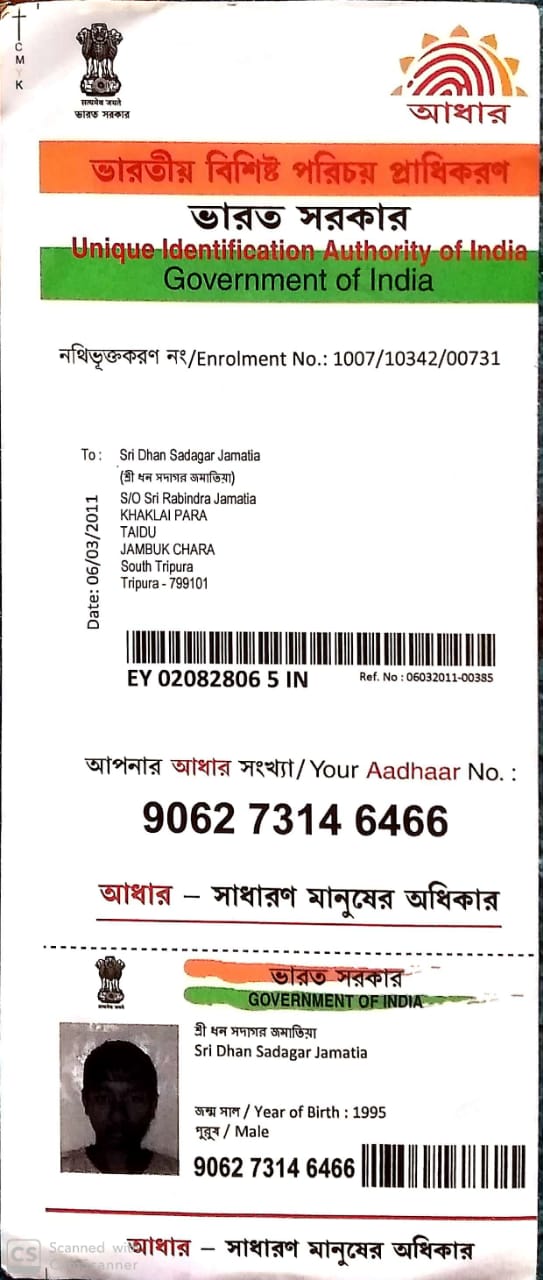 C
M
Y
K
सत्यमेव जयते
ভারত সরকার
আধার
ভারতীয় বিশিষ্ট পরিচয় প্রাধিকরণ
ভারত সরকার
Unique Identification Authority of India
Government of India
নথিভূক্তকরণ নং/Enrolment No.: 1007/10342/00731
To : Sri Dhan Sadagar Jamatia
(শ্রী ধন সদাগর জমাতিয়া)
S/O Sri Rabindra Jamatia
KHAKLAI PARA
TAIDU
JAMBUK CHARA
South Tripura
Tripura - 799101
Date: 06/03/2011
EY 02082806 5 IN
Ref. No : 06032011-00385
আপনার আধার সংখ্যা/ Your Aadhaar No. :
9062 7314 6466
আধার – সাধারণ মানুষের অধিকার
ভারত সরকার
GOVERNMENT OF INDIA
শ্রী ধন সদাগর জমাতিয়া
Sri Dhan Sadagar Jamatia
জন্ম সাল / Year of Birth : 1995
পুরুষ / Male
9062 7314 6466
আধার – সাধারণ মানুষের অধিকার
CS Scanned with
CamScanner